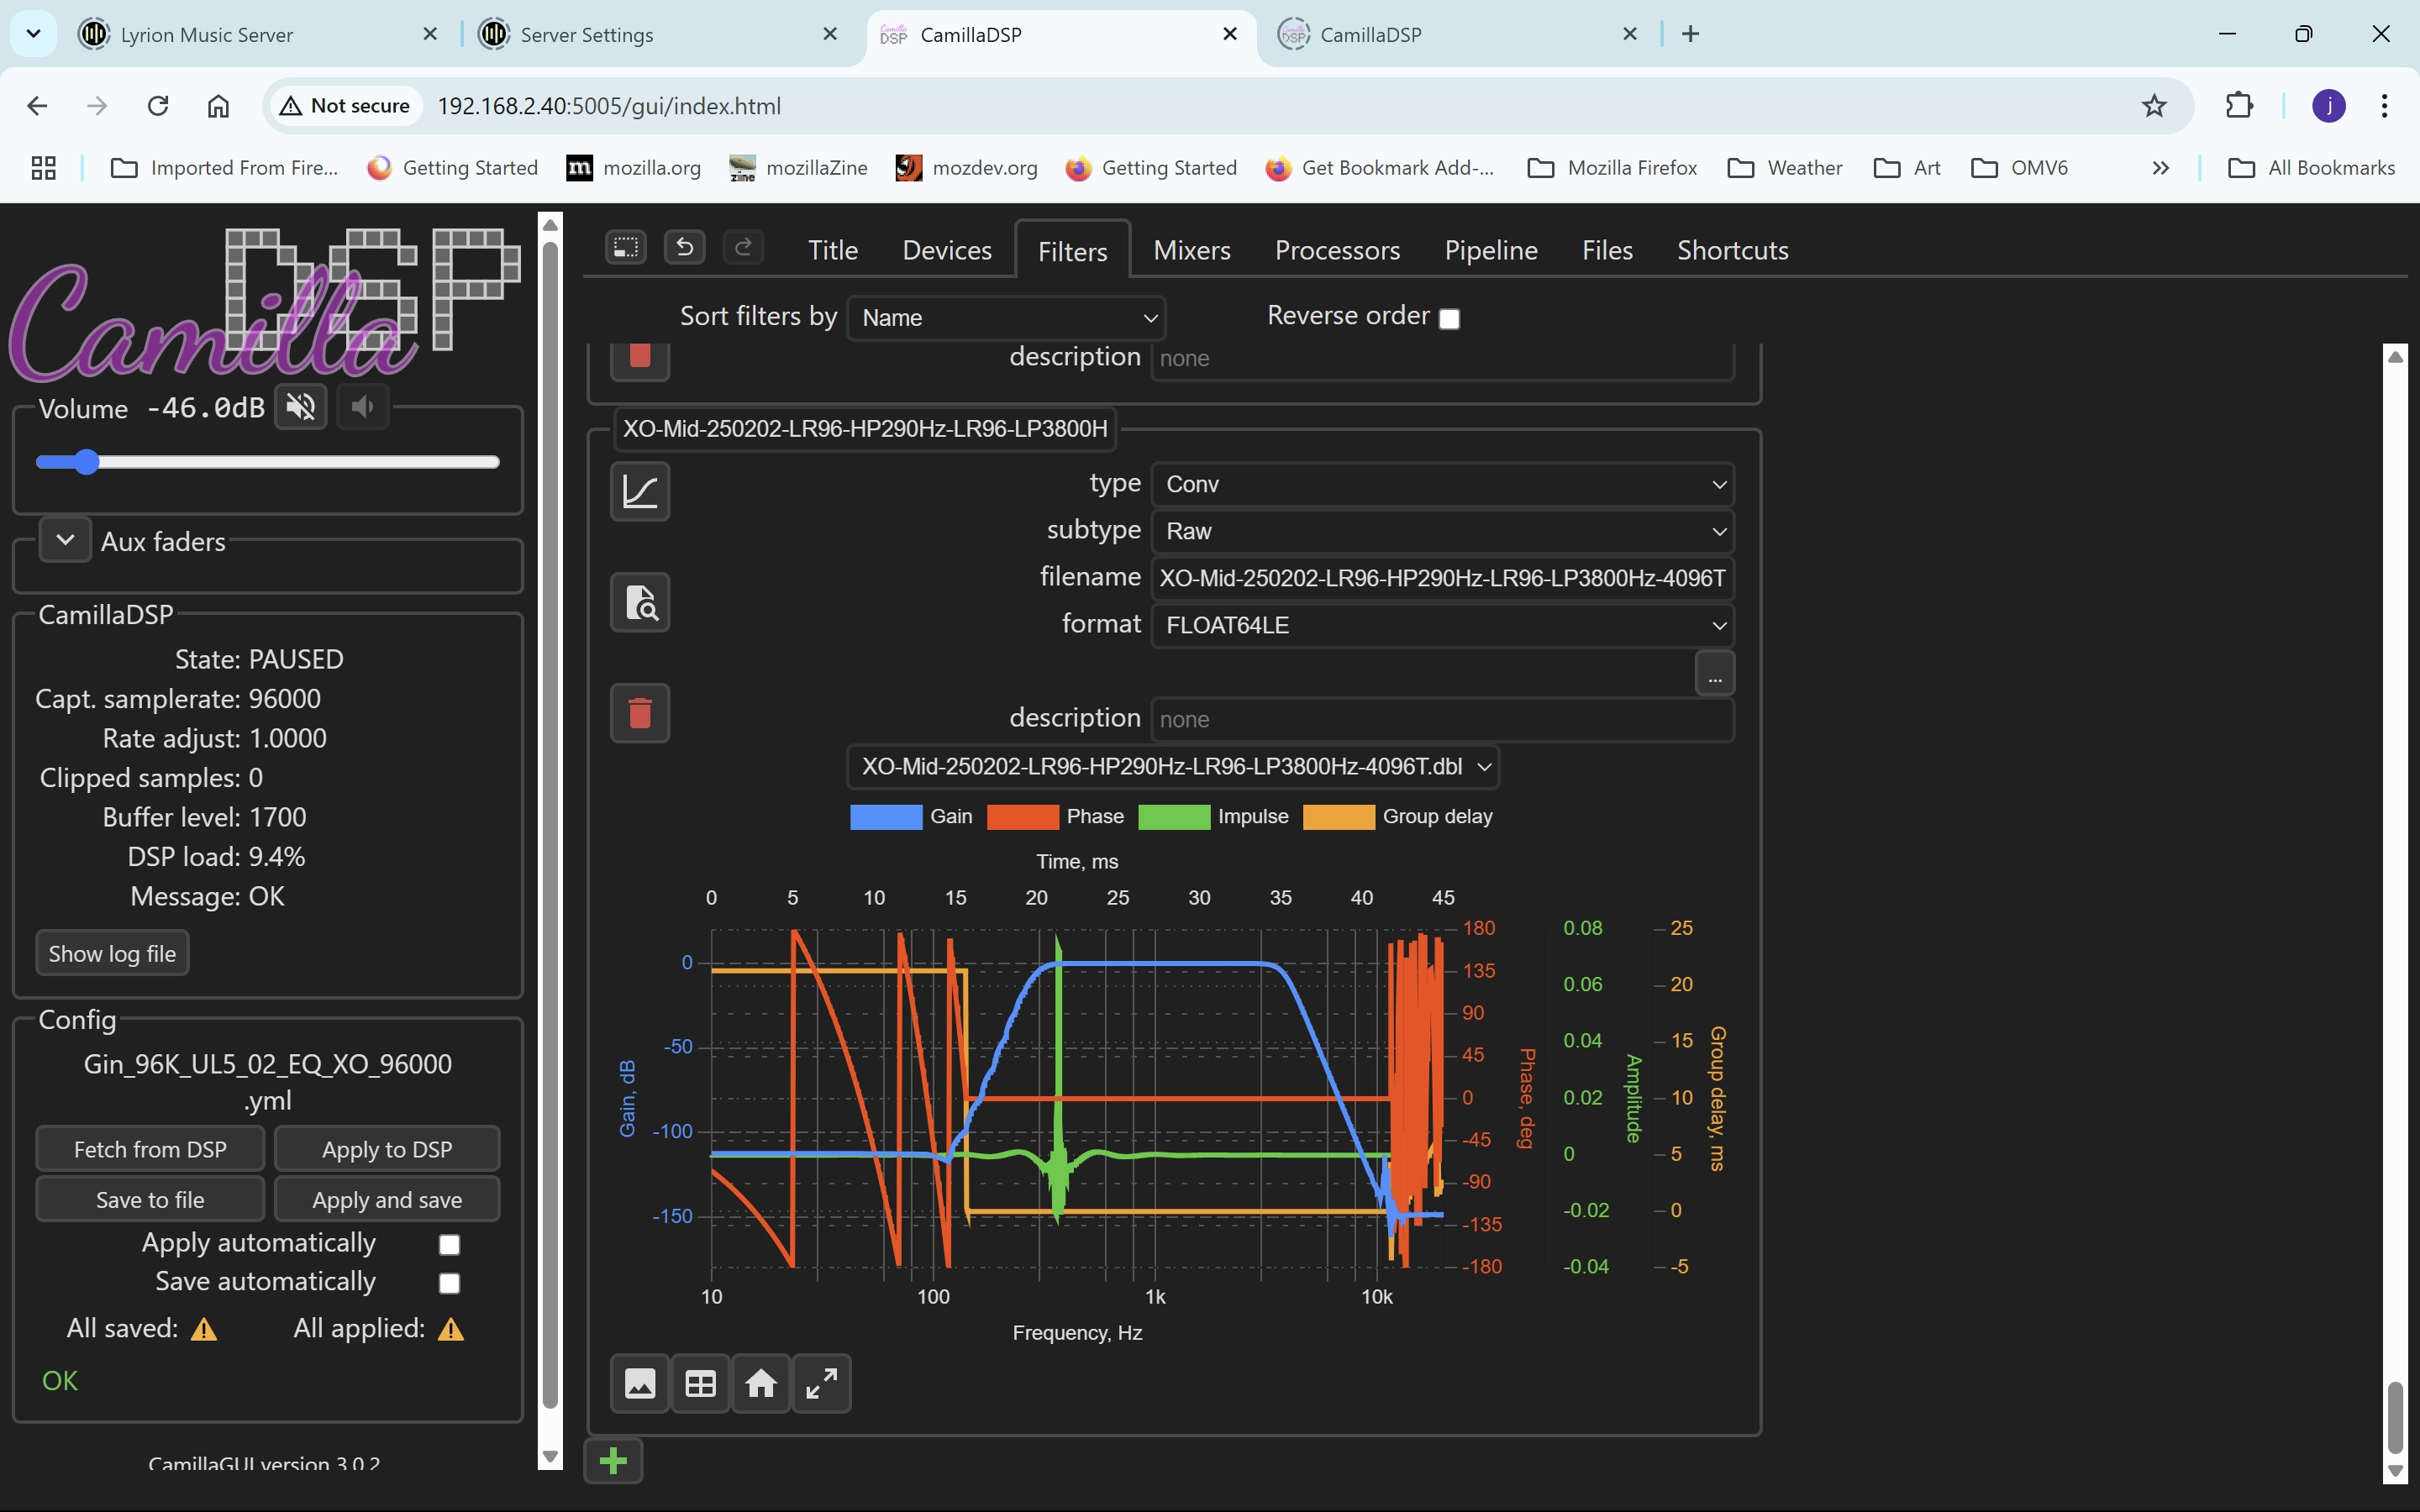 Lyrion Music Server
Server Settings
CamillaDSP
CamillaDSP
Not secure 192.168.2.40:5005/gui/index.html
j
Imported From Fire...
Getting Started
mozilla.org
mozillaZine
mozdev.org
Getting Started
Get Bookmark Add-...
Mozilla Firefox
Weather
Art
OMV6
All Bookmarks
Camilla DSP
Volume -46.0dB
Aux faders
CamillaDSP
State: PAUSED
Capt. samplerate: 96000
Rate adjust: 1.0000
Clipped samples: 0
Buffer level: 1700
DSP load: 9.4%
Message: OK
Show log file
Config
Gin_96K_UL5_02_EQ_XO_96000
.yml
Fetch from DSP Apply to DSP
Save to file Apply and save
Apply automatically
Save automatically
All saved: All applied:
OK
CamillaGUI version 3.0.2
Title Devices Filters Mixers Processors Pipeline Files Shortcuts
Sort filters by Name Reverse order
description none
XO-Mid-250202-LR96-HP290Hz-LR96-LP3800H
type Conv
subtype Raw
filename XO-Mid-250202-LR96-HP290Hz-LR96-LP3800Hz-4096T
format FLOAT64LE
...
description none
XO-Mid-250202-LR96-HP290Hz-LR96-LP3800Hz-4096T.dbl
Gain Phase Impulse Group delay
Time, ms
0 5 10 15 20 25 30 35 40 45
Gain, dB
0
-50
-100
-150
180
135
90
45
0
-45
-90
-135
-180
Phase, deg
0.08
0.06
0.04
0.02
0
-0.02
-0.04
Amplitude
25
20
15
10
5
0
-5
Group delay, ms
10 100 1k 10k
Frequency, Hz